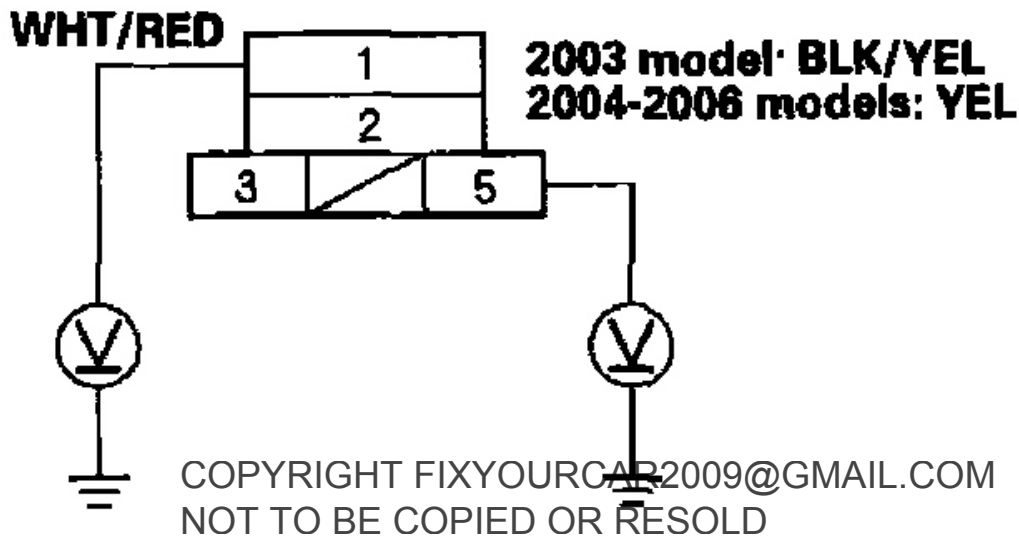 WHT/RED
2003 model: BLK/YEL
2004-2006 models: YEL
1
2
3
5
V
V
COPYRIGHT FIXYOURCAR2009@GMAIL.COM
NOT TO BE COPIED OR RESOLD